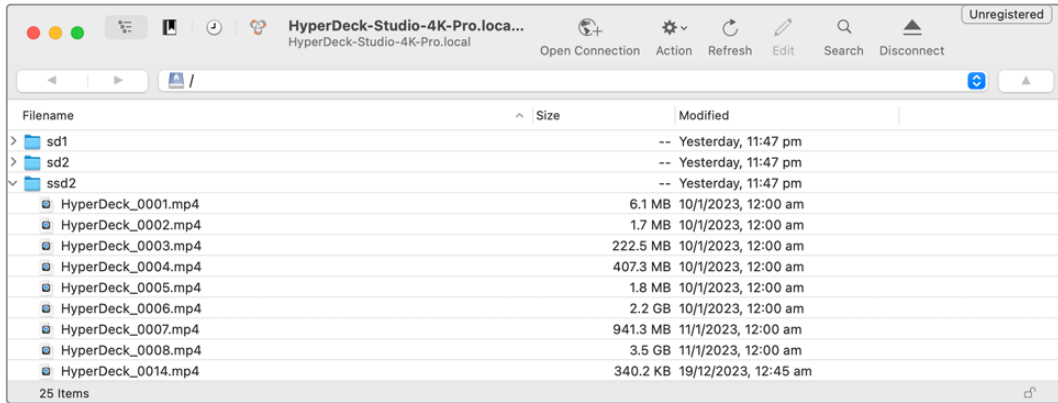 Unregistered
HyperDeck-Studio-4K-Pro.loca...
HyperDeck-Studio-4K-Pro.local
Open Connection Action Refresh Edit Search Disconnect
/
Filename Size Modified
sd1 -- Yesterday, 11:47 pm
sd2 -- Yesterday, 11:47 pm
ssd2 -- Yesterday, 11:47 pm
HyperDeck_0001.mp4 6.1 MB 10/1/2023, 12:00 am
HyperDeck_0002.mp4 1.7 MB 10/1/2023, 12:00 am
HyperDeck_0003.mp4 222.5 MB 10/1/2023, 12:00 am
HyperDeck_0004.mp4 407.3 MB 10/1/2023, 12:00 am
HyperDeck_0005.mp4 1.8 MB 10/1/2023, 12:00 am
HyperDeck_0006.mp4 2.2 GB 10/1/2023, 12:00 am
HyperDeck_0007.mp4 941.3 MB 11/1/2023, 12:00 am
HyperDeck_0008.mp4 3.5 GB 11/1/2023, 12:00 am
HyperDeck_0014.mp4 340.2 KB 19/12/2023, 12:45 am
25 Items